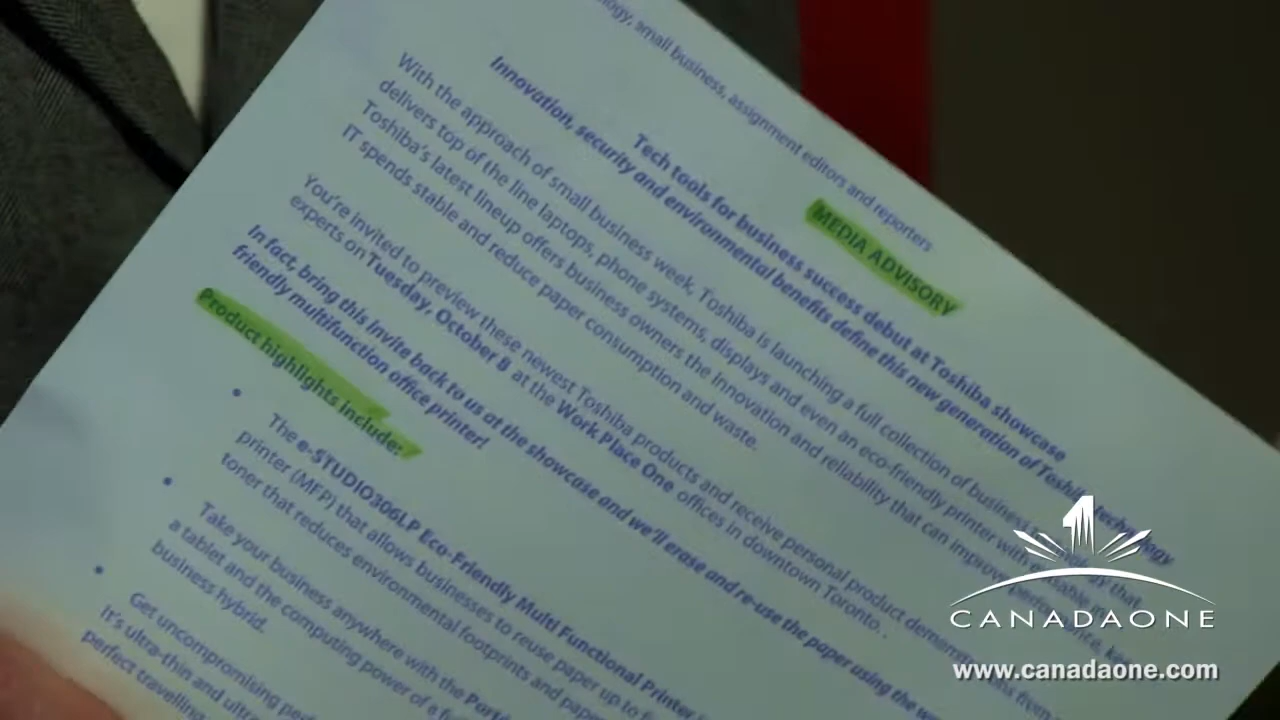 ogy, small business, assignment editors and reporters
MEDIA ADVISORY
Tech tools for business success debut at Toshiba showcase
Innovation, security and environmental benefits define this new generation of Toshiba technology
With the approach of small business week, Toshiba is launching a full collection of business
delivers top of the line laptops, phone systems, displays and even an eco-friendly printer with
Toshiba's latest lineup offers business owners the innovation and reliability that can improve
IT spends stable and reduce paper consumption and waste.
You're invited to preview these newest Toshiba products and receive personal product demonstrations from
experts on Tuesday, October 8 at the Work Place One offices in downtown Toronto. .
In fact, bring this invite back to us at the showcase and we'll erase and re-use the paper using the
friendly multifunction office printer!
Product highlights include:
• The e-STUDIO306LP Eco-Friendly Multi Functional Printer
printer (MFP) that allows businesses to reuse paper up to
toner that reduces environmental footprints and paper
• Take your business anywhere with the
a tablet and the computing power of a
business hybrid.
• Get uncompromising
It's ultra-thin and
perfect travelling
1
CANADAONE
www.canadaone.com